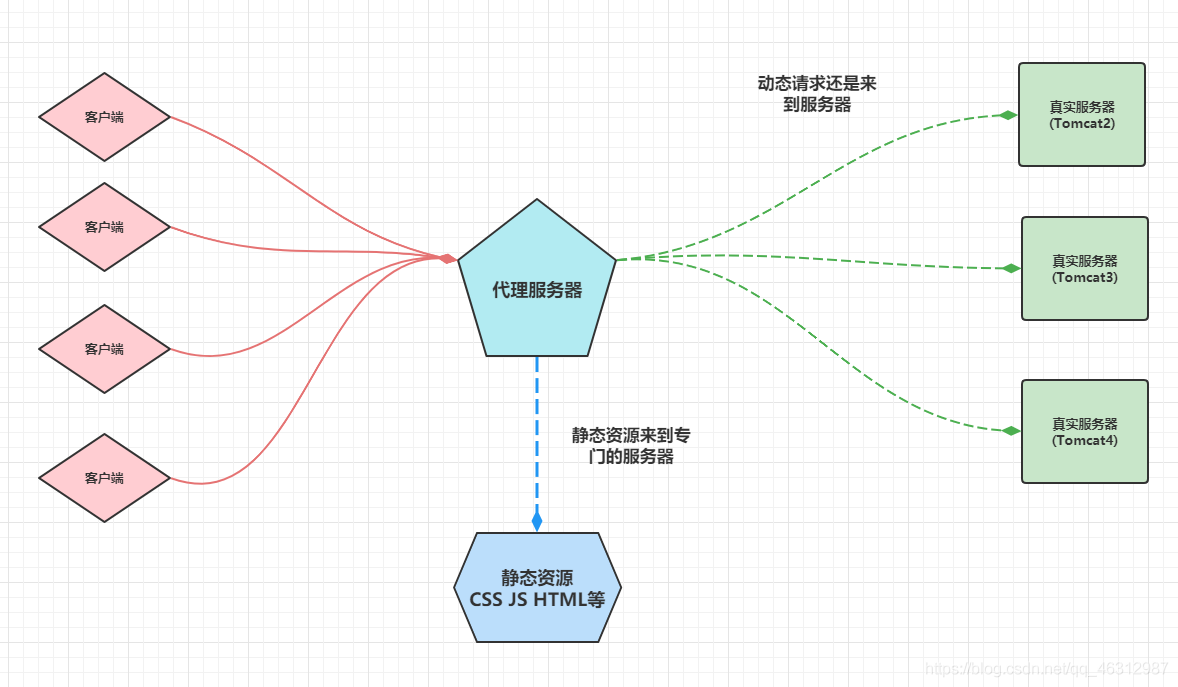 客户端
客户端
客户端
客户端
代理服务器
动态请求还是来
到服务器
真实服务器
(Tomcat2)
真实服务器
(Tomcat3)
真实服务器
(Tomcat4)
静态资源来到专
门的服务器
静态资源
CSS JS HTML等
https://blog.csdn.net/qq_46312987